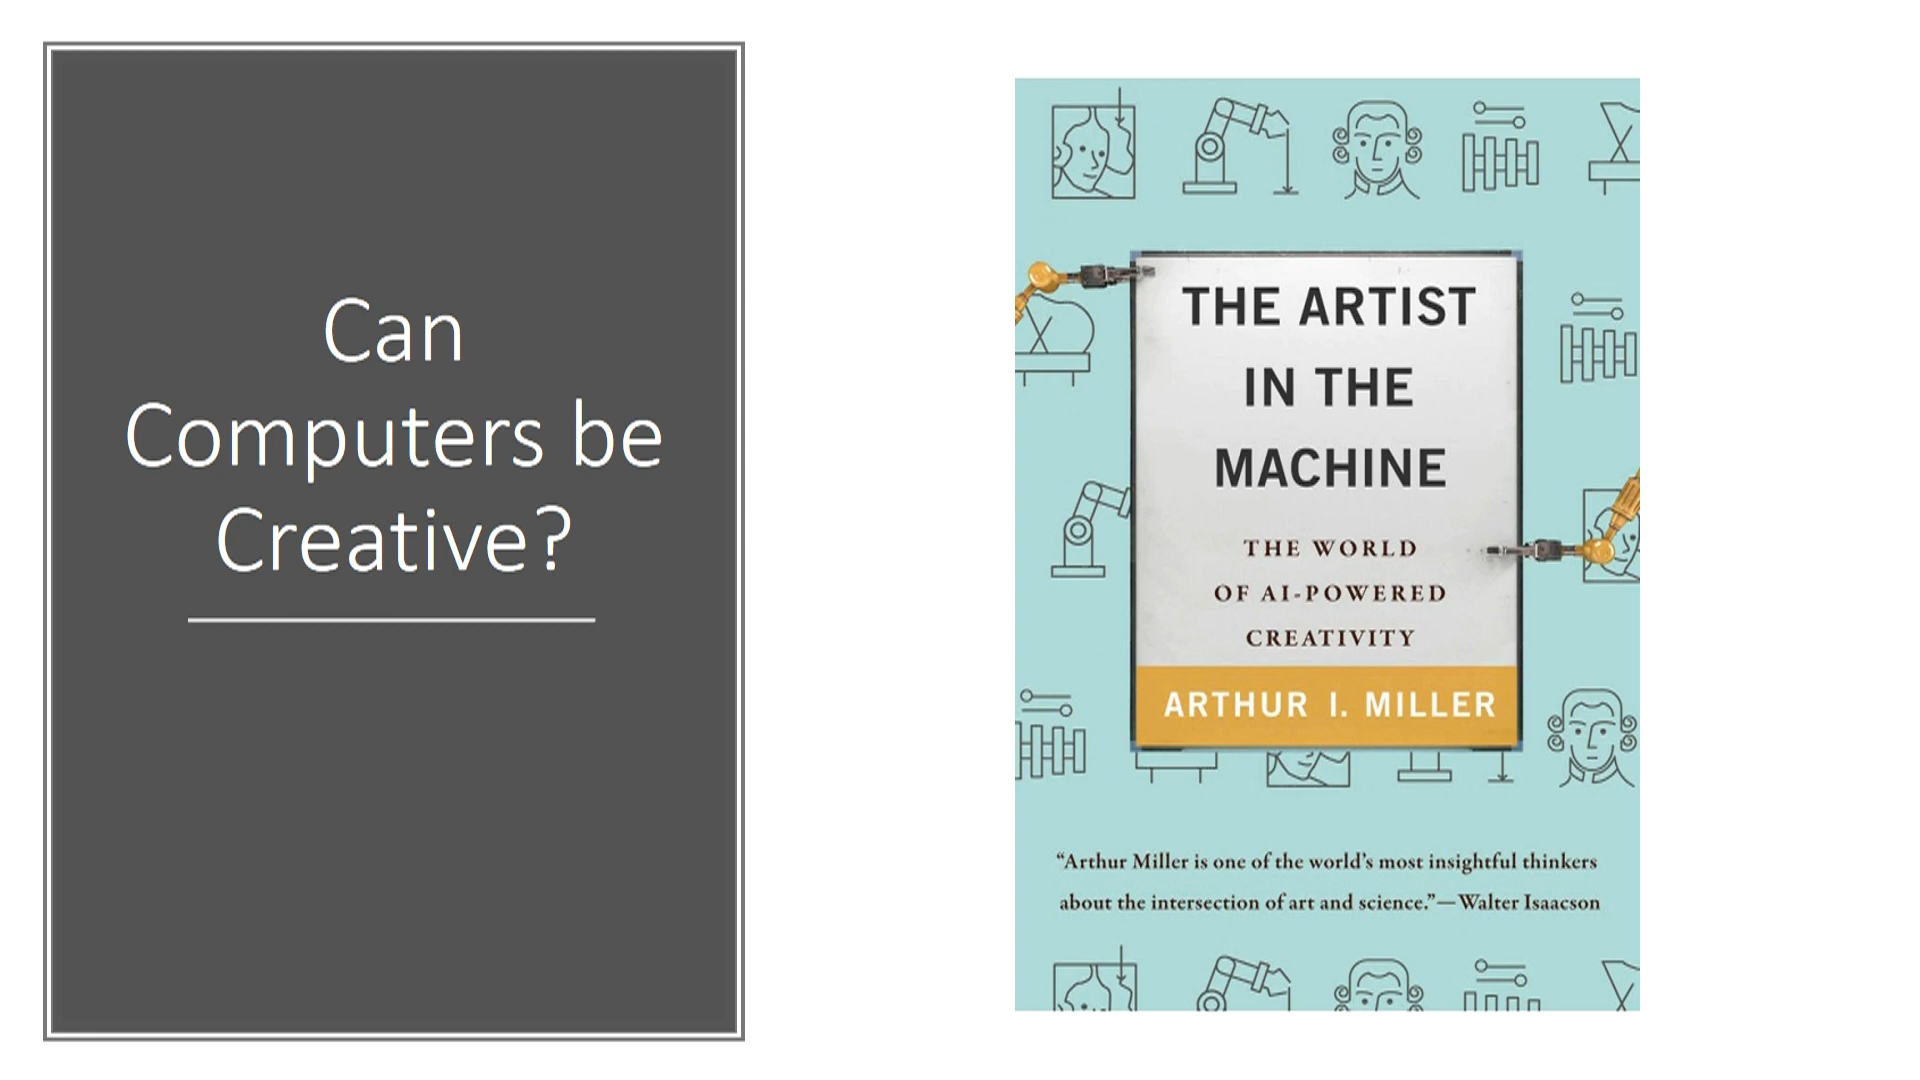 Can
Computers be
Creative?
THE ARTIST
IN THE
MACHINE
THE WORLD
OF AI-POWERED
CREATIVITY
ARTHUR I. MILLER
“Arthur Miller is one of the world’s most insightful thinkers
about the intersection of art and science.”—Walter Isaacson